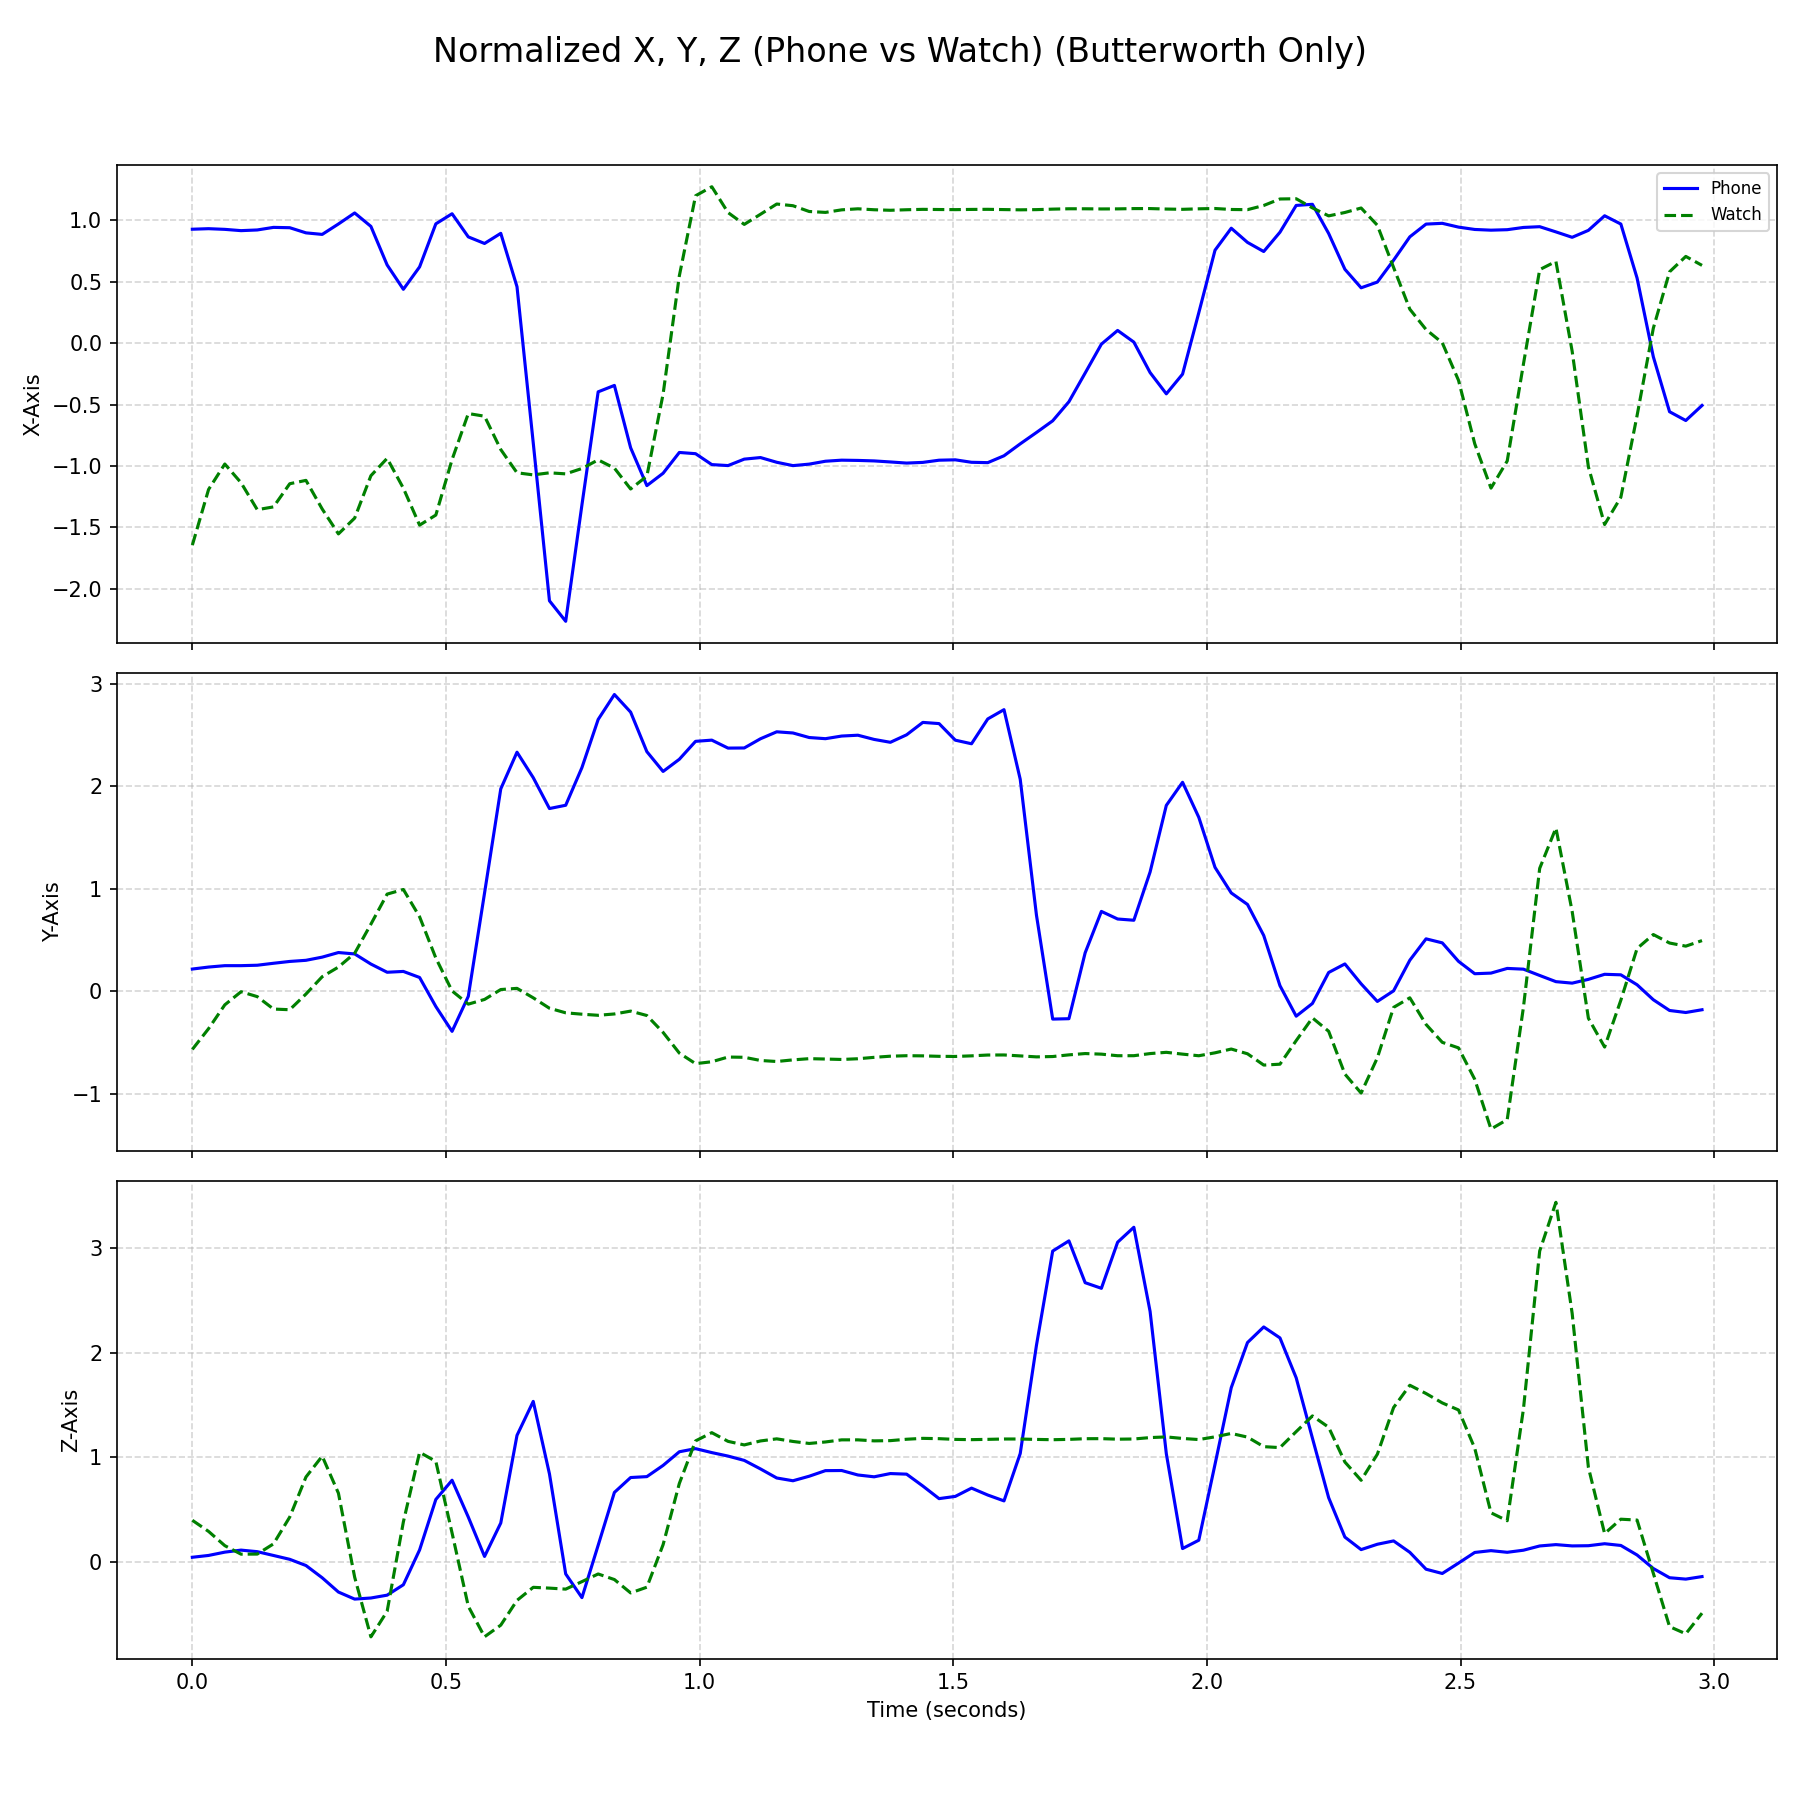 Normalized X, Y, Z (Phone vs Watch) (Butterworth Only)
Phone
Watch
1.0
0.5
0.0
−0.5
−1.0
−1.5
−2.0
X-Axis
3
2
1
0
−1
Y-Axis
3
2
1
0
Z-Axis
0.0 0.5 1.0 1.5 2.0 2.5 3.0
Time (seconds)